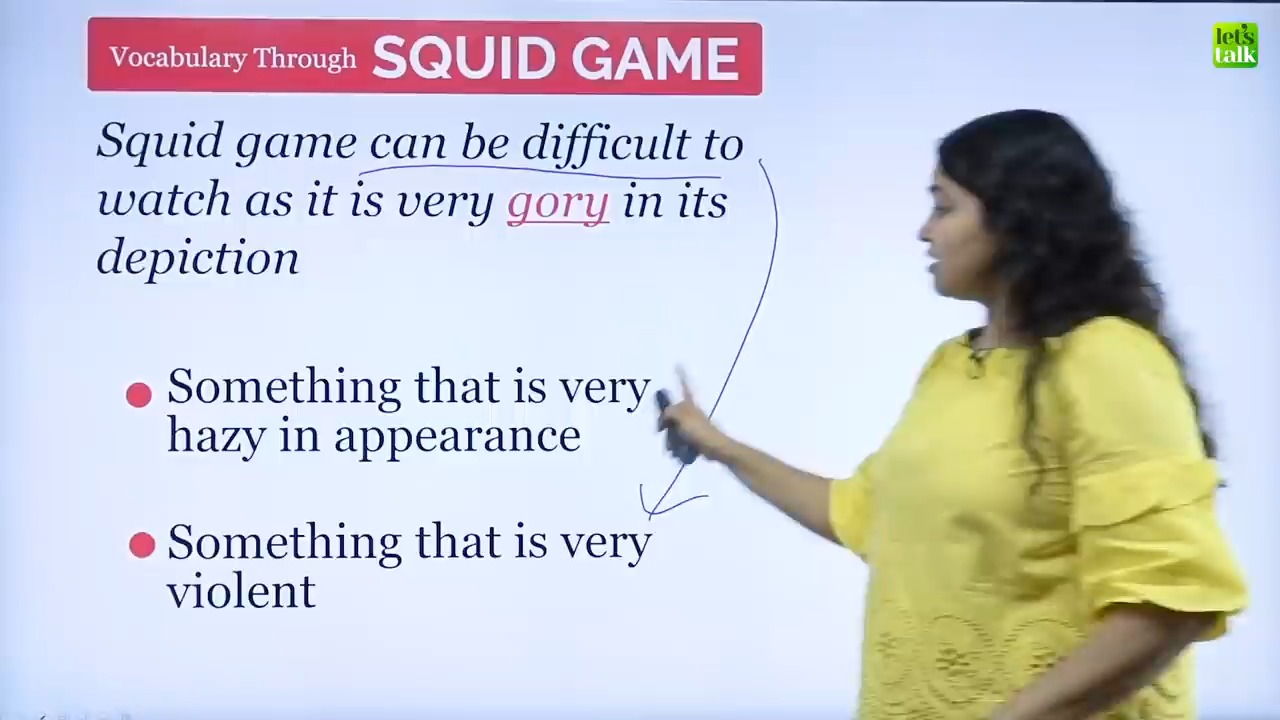 Vocabulary Through SQUID GAME
let's
talk
Squid game can be difficult to
watch as it is very gory in its
depiction
Something that is very
hazy in appearance
Something that is very
violent